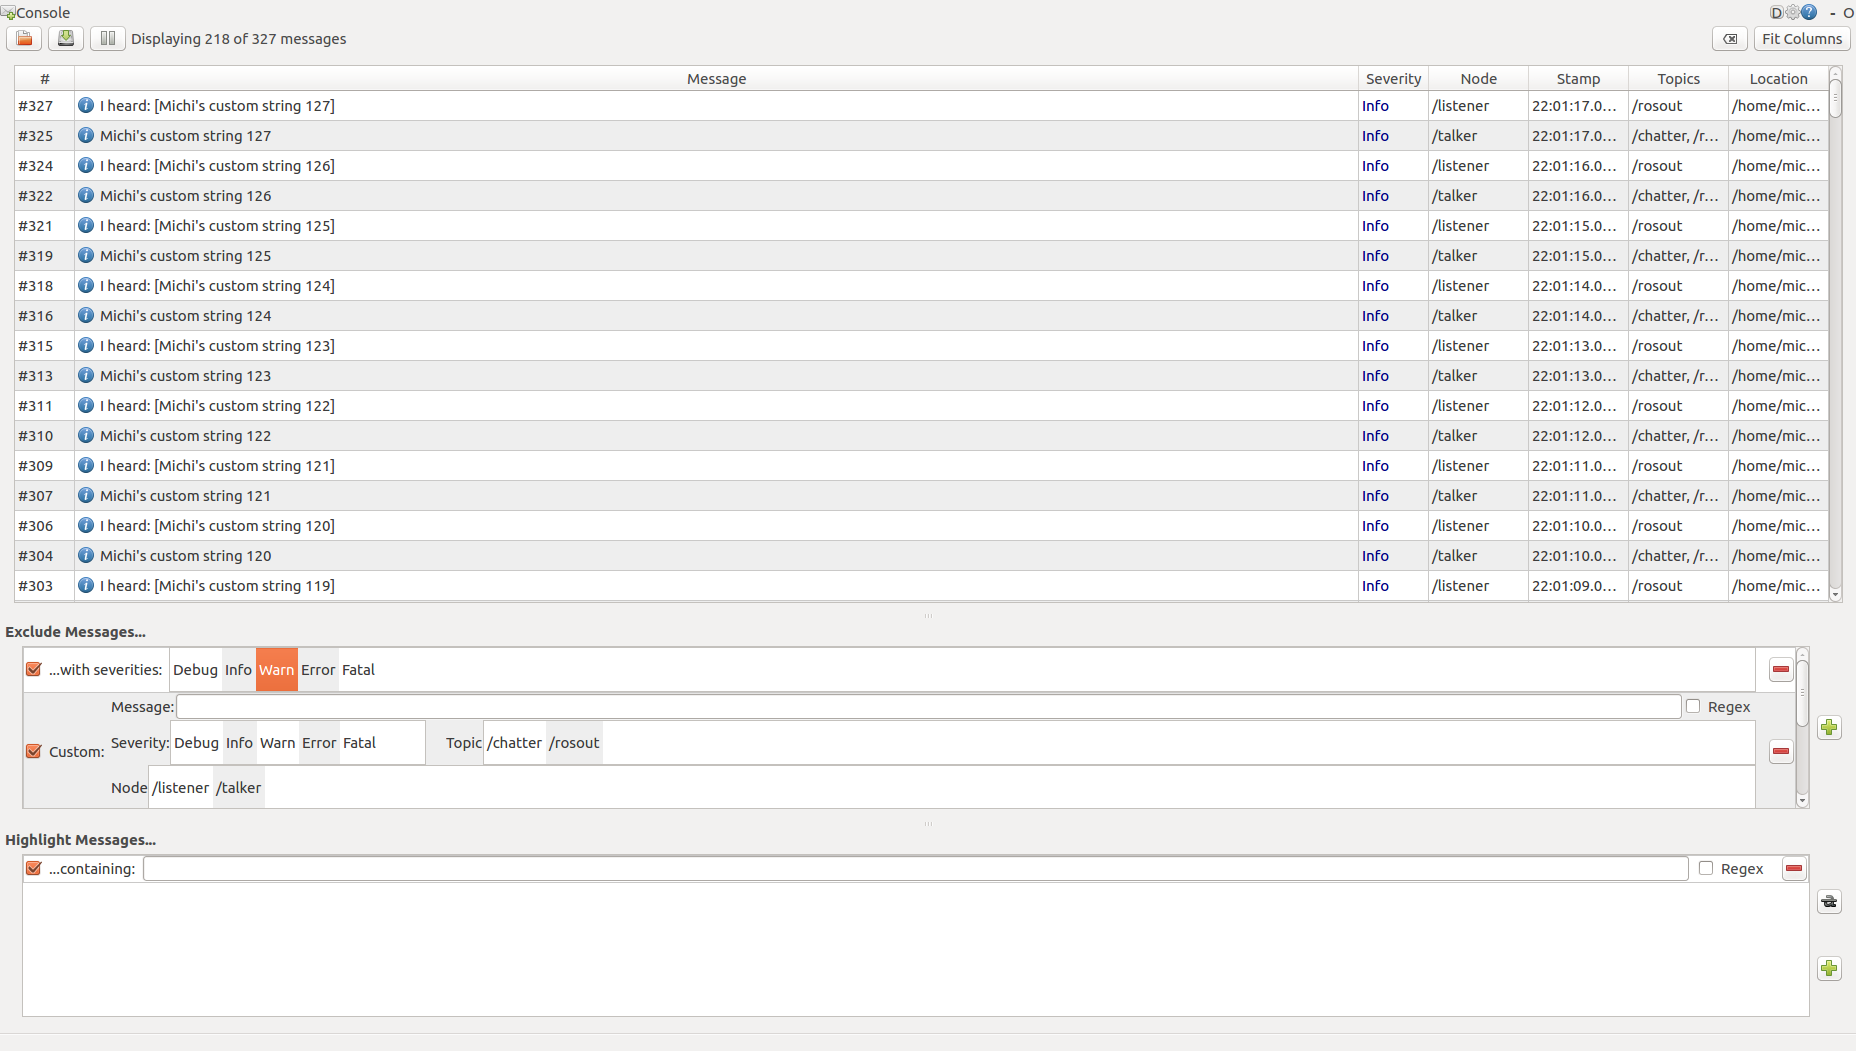 Console D ? - O
Displaying 218 of 327 messages Fit Columns
# Message Severity Node Stamp Topics Location
#327 i I heard: [Michi's custom string 127] Info /listener 22:01:17.0... /rosout /home/mic...
#325 i Michi's custom string 127 Info /talker 22:01:17.0... /chatter, /r... /home/mic...
#324 i I heard: [Michi's custom string 126] Info /listener 22:01:16.0... /rosout /home/mic...
#322 i Michi's custom string 126 Info /talker 22:01:16.0... /chatter, /r... /home/mic...
#321 i I heard: [Michi's custom string 125] Info /listener 22:01:15.0... /rosout /home/mic...
#319 i Michi's custom string 125 Info /talker 22:01:15.0... /chatter, /r... /home/mic...
#318 i I heard: [Michi's custom string 124] Info /listener 22:01:14.0... /rosout /home/mic...
#316 i Michi's custom string 124 Info /talker 22:01:14.0... /chatter, /r... /home/mic...
#315 i I heard: [Michi's custom string 123] Info /listener 22:01:13.0... /rosout /home/mic...
#313 i Michi's custom string 123 Info /talker 22:01:13.0... /chatter, /r... /home/mic...
#311 i I heard: [Michi's custom string 122] Info /listener 22:01:12.0... /rosout /home/mic...
#310 i Michi's custom string 122 Info /talker 22:01:12.0... /chatter, /r... /home/mic...
#309 i I heard: [Michi's custom string 121] Info /listener 22:01:11.0... /rosout /home/mic...
#307 i Michi's custom string 121 Info /talker 22:01:11.0... /chatter, /r... /home/mic...
#306 i I heard: [Michi's custom string 120] Info /listener 22:01:10.0... /rosout /home/mic...
#304 i Michi's custom string 120 Info /talker 22:01:10.0... /chatter, /r... /home/mic...
#303 i I heard: [Michi's custom string 119] Info /listener 22:01:09.0... /rosout /home/mic...
Exclude Messages...
...with severities: Debug Info Warn Error Fatal
Message: Regex
Custom: Severity: Debug Info Warn Error Fatal Topic /chatter /rosout
Node /listener /talker
Highlight Messages...
...containing: Regex